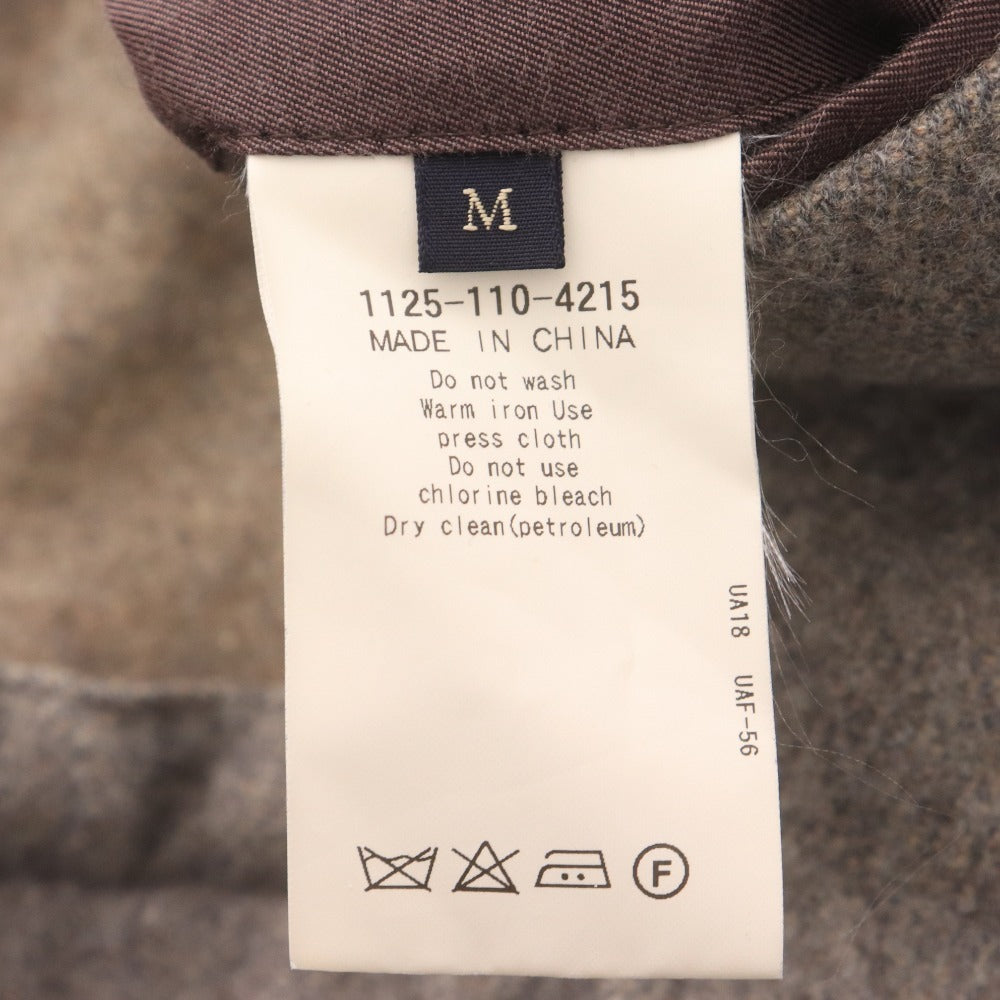 M
1125-110-4215
MADE IN CHINA
Do not wash
Warm iron Use
press cloth
Do not use
chlorine bleach
Dry clean(petroleum)
UA18 UAF-56
F